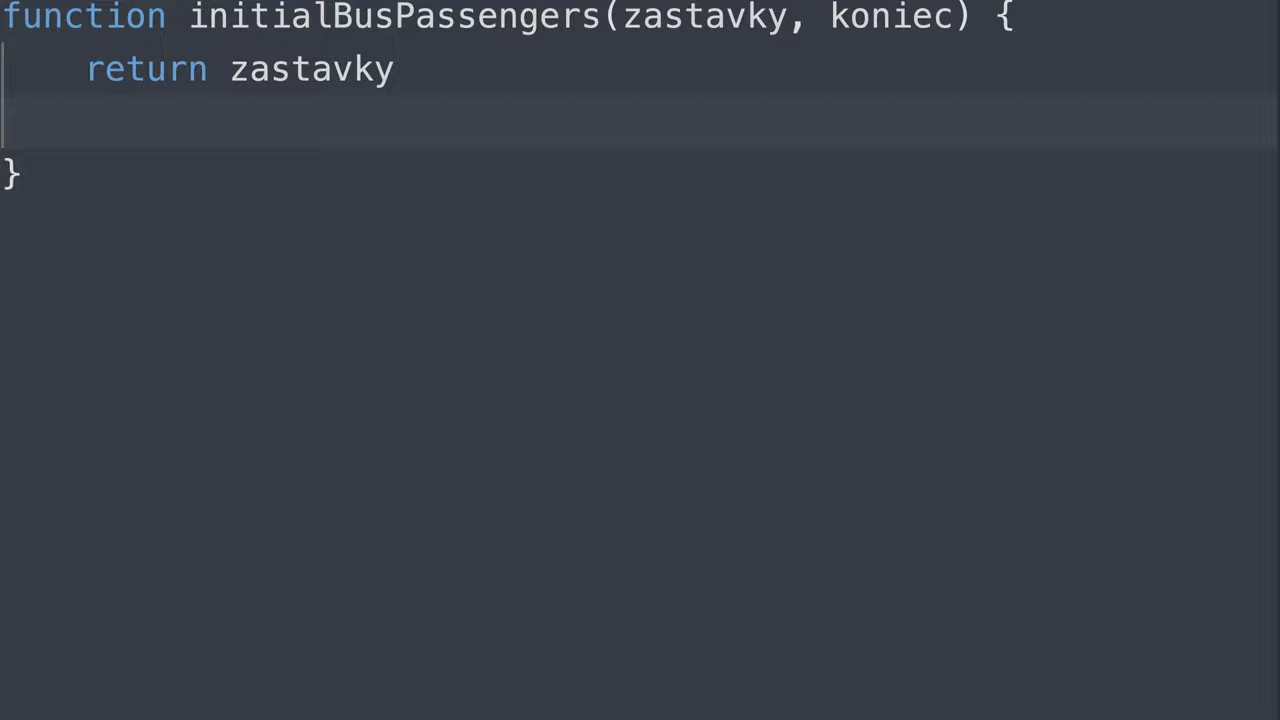 function initialBusPassengers(zastavky, koniec) {
    return zastavky
}